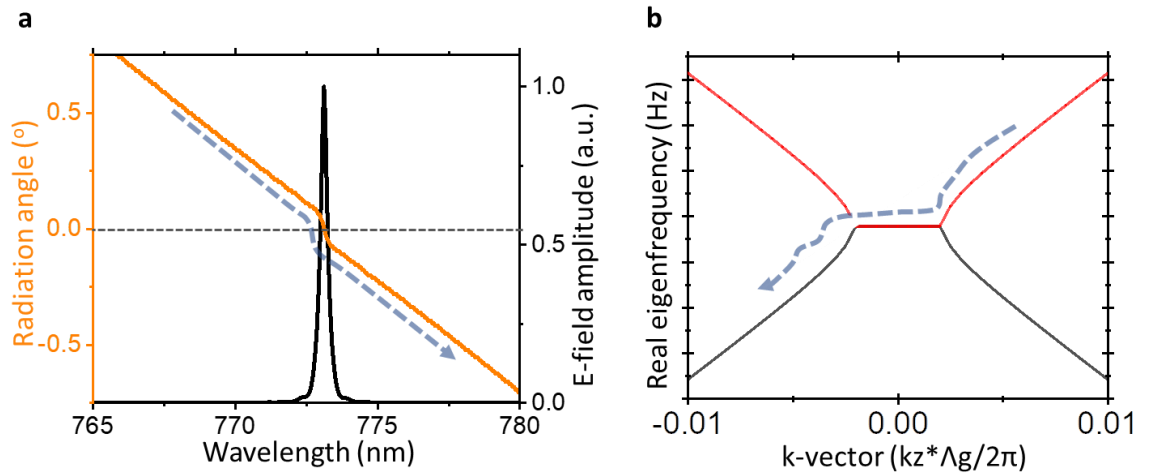 a
b
Radiation angle (º)
0.5
0.0
-0.5
1.0
0.5
0.0
E-field amplitude (a.u.)
765
770
775
780
Wavelength (nm)
Real eigenfrequency (Hz)
-0.01
0.00
0.01
k-vector (kz*Λg/2π)